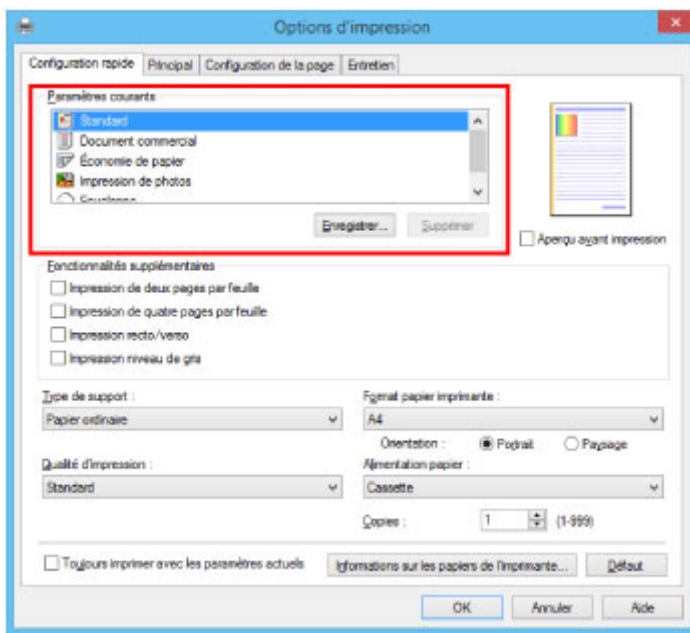 Options d'impression
Configuration rapide Principal Configuration de la page Entretien
Paramètres courants
Standard
Document commercial
Économie de papier
Impression de photos
Enveloppe
Enregistrer... Supprimer
Aperçu avant impression
Fonctionnalités supplémentaires
Impression de deux pages par feuille
Impression de quatre pages par feuille
Impression recto/verso
Impression niveau de gris
Type de support : Format papier imprimante :
Papier ordinaire A4
Orientation : Portrait Paysage
Qualité d'impression : Alimentation papier :
Standard Cassette
Copies : 1 (1-999)
Toujours imprimer avec les paramètres actuels Informations sur les papiers de l'imprimante... Défaut
OK Annuler Aide